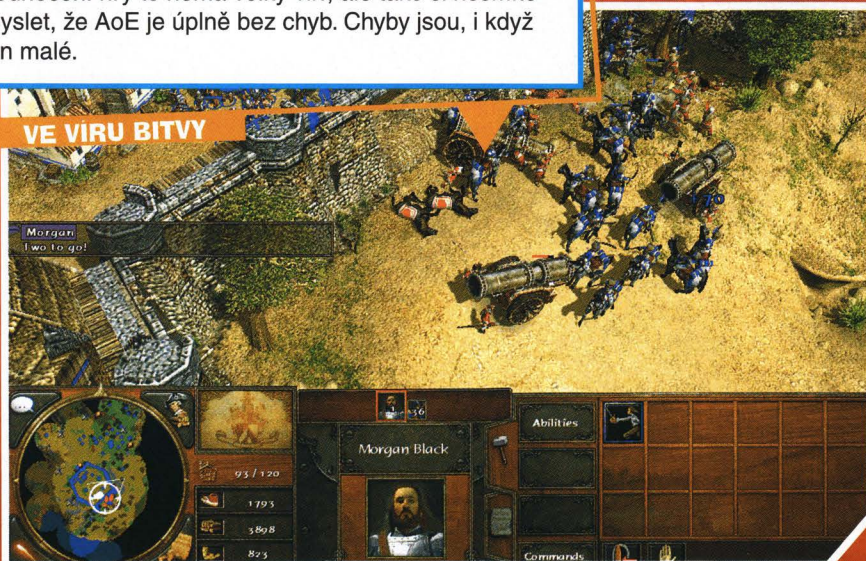 yslet, že AoE je úplně bez chyb. Chyby jsou, i když
n malé.
VE VÍRU BITVY
Morgan
Two to go!
x36
Abilities
Morgan Black
93 / 120
1793
3898
823
Commands